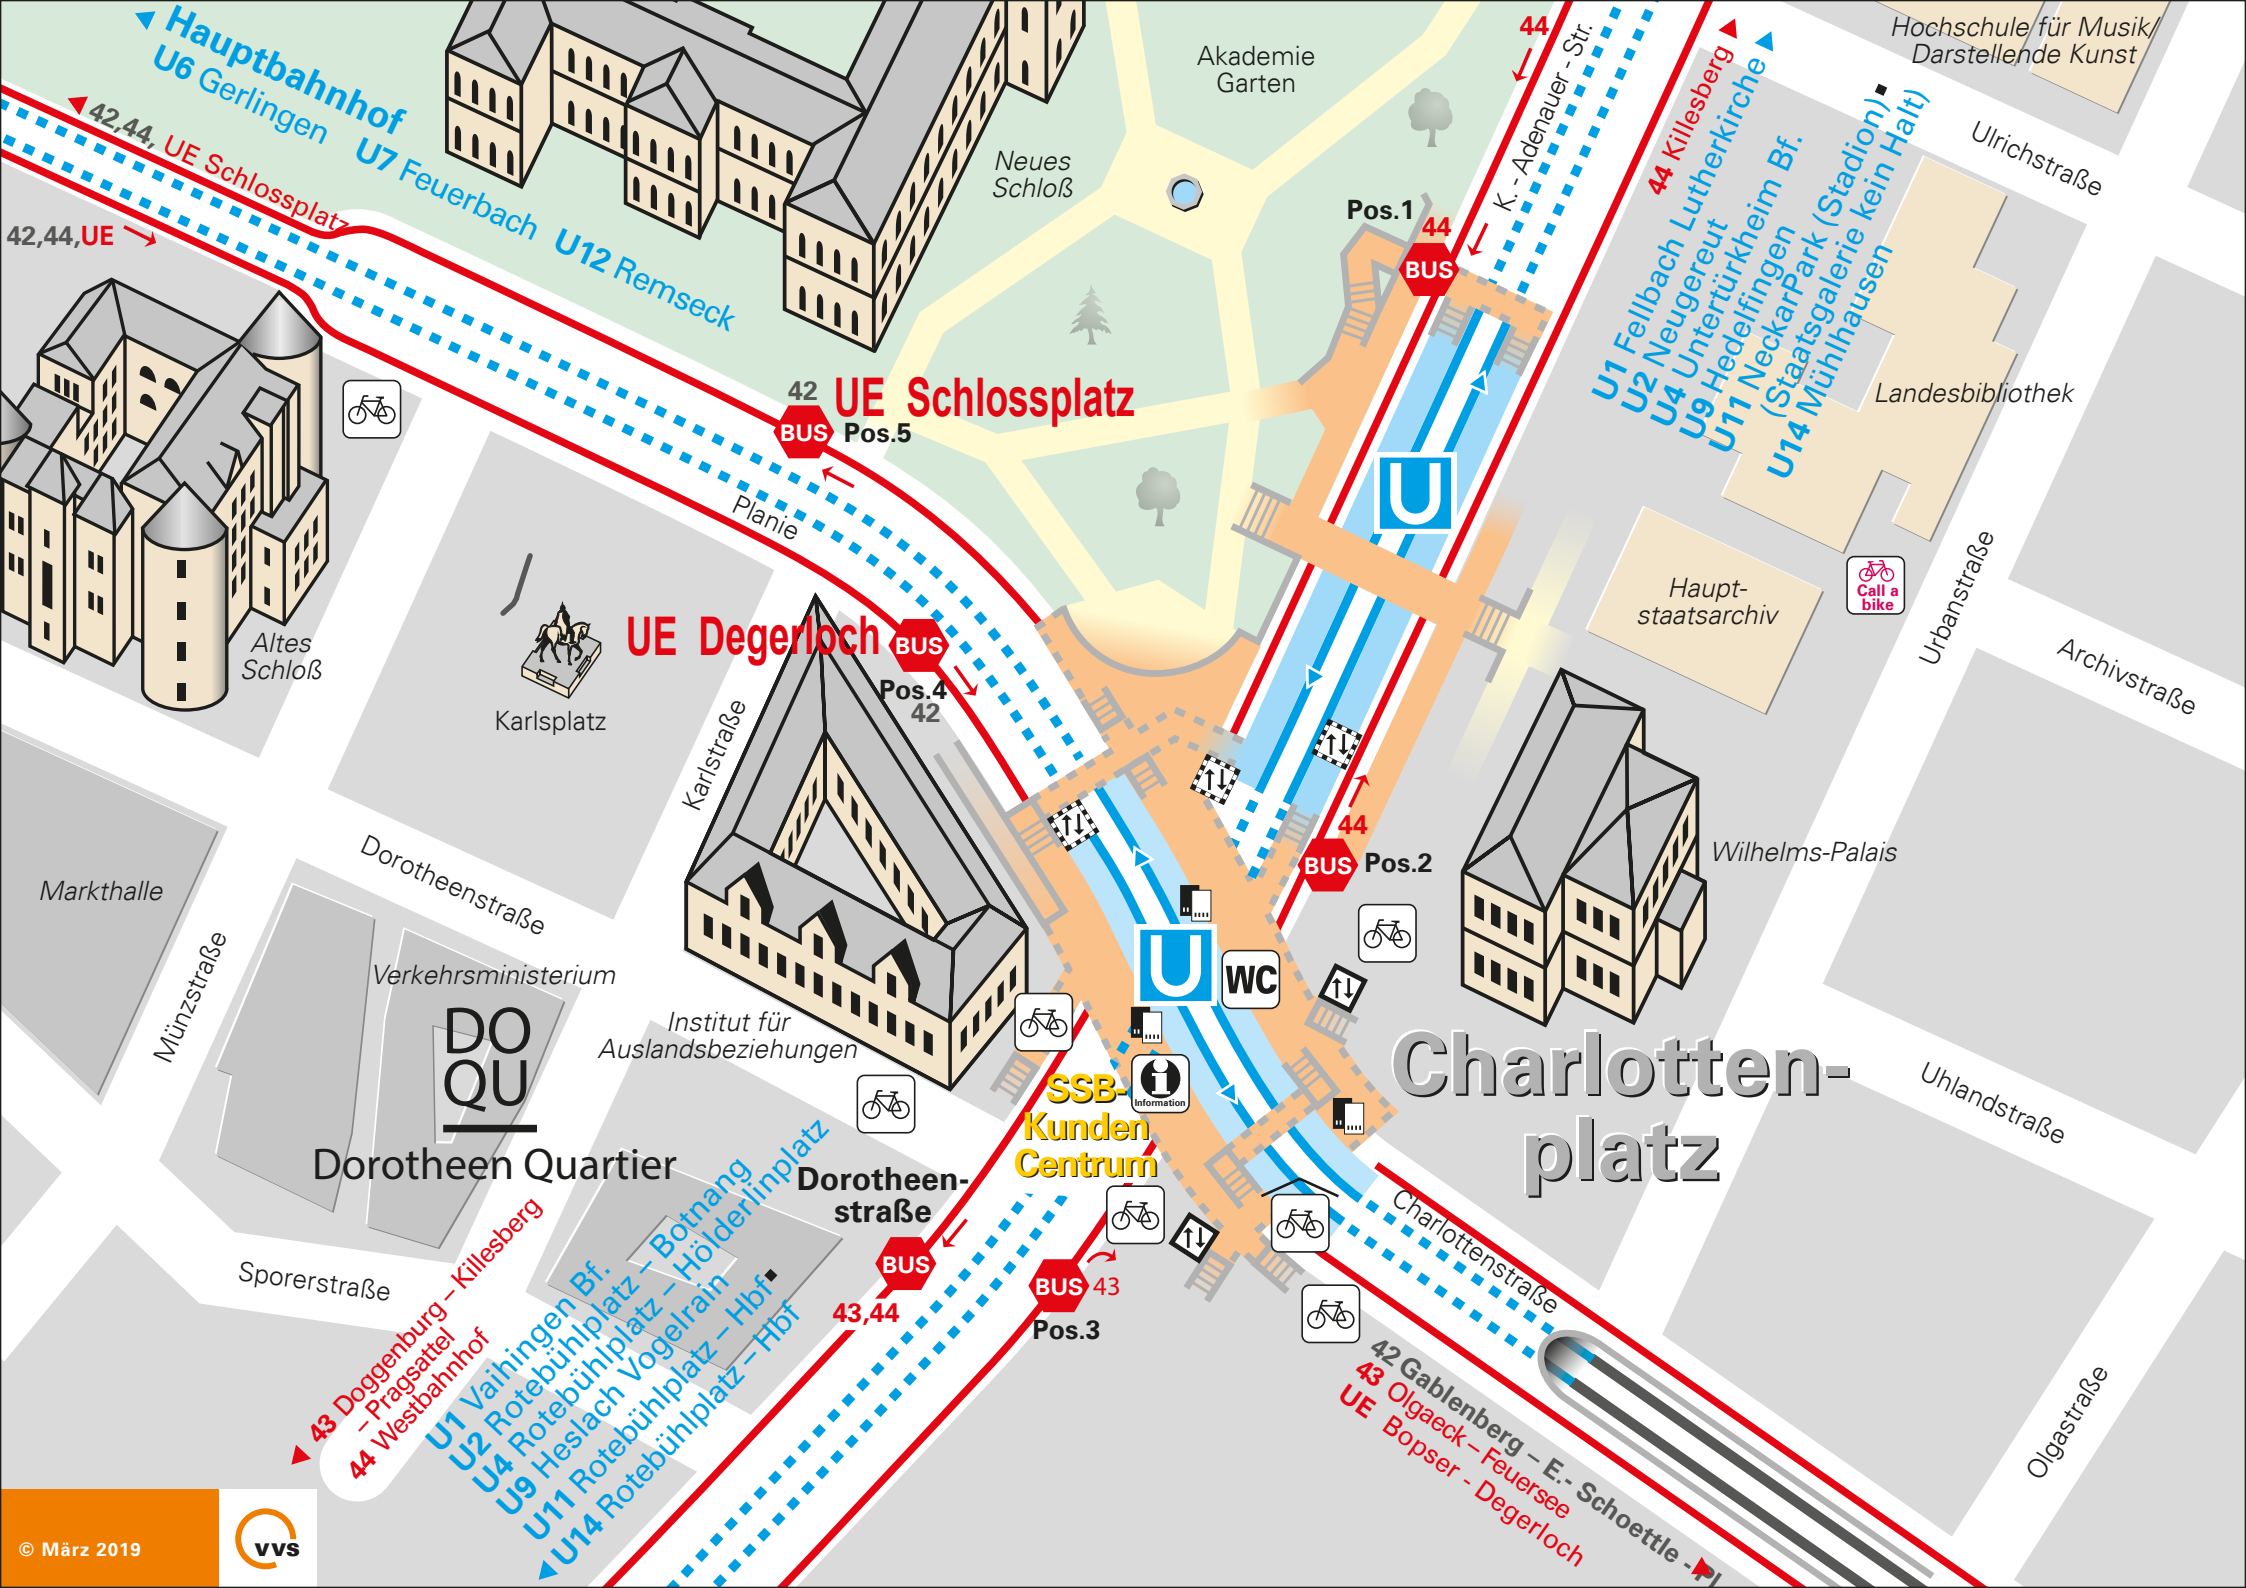 Hauptbahnhof
U6 Gerlingen
U7 Feuerbach
U12 Remseck
42,44, UE Schlossplatz
42,44,UE
Akademie
Garten
Neues
Schloß
44
K. - Adenauer - Str.
Pos.1
44
BUS
44 Killesberg
U1 Fellbach Lutherkirche
U2 Neugereut
U4 Untertürkheim Bf.
U9 Hedelfingen
U11 NeckarPark (Stadion)
(Staatsgalerie kein Halt)
U14 Mühlhausen
Hochschule für Musik/
Darstellende Kunst
Ulrichstraße
Landesbibliothek
42
UE Schlossplatz
BUS
Pos.5
Planie
U
Haupt-
staatsarchiv
Call a
bike
Urbanstraße
Archivstraße
Altes
Schloß
Karlsplatz
UE Degerloch
BUS
Pos.4
42
Karlstraße
44
BUS
Pos.2
Wilhelms-Palais
Markthalle
Dorotheenstraße
Münzstraße
Verkehrsministerium
DO
QU
Dorotheen Quartier
Institut für
Auslandsbeziehungen
U
WC
Information
SSB-
Kunden
Centrum
Charlotten-
platz
Uhlandstraße
Dorotheen-
straße
BUS
43,44
BUS
43
Pos.3
Charlottenstraße
Sporerstraße
43 Doggenburg – Killesberg
– Pragsattel
44 Westbahnhof
U1 Vaihingen Bf.
U2 Rotebühlplatz – Botnang
U4 Rotebühlplatz – Hölderlinplatz
U9 Heslach Vogelrain
U11 Rotebühlplatz – Hbf
U14 Rotebühlplatz – Hbf
42 Gablenberg – E.- Schoettle - Pl
43 Olgaeck – Feuersee
UE Bopser - Degerloch
Olgastraße
© März 2019
vvs